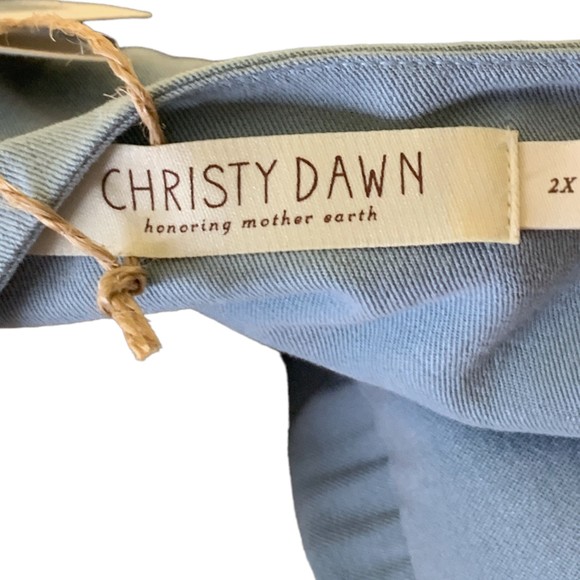 CHRISTY DAWN
honoring mother earth
2X